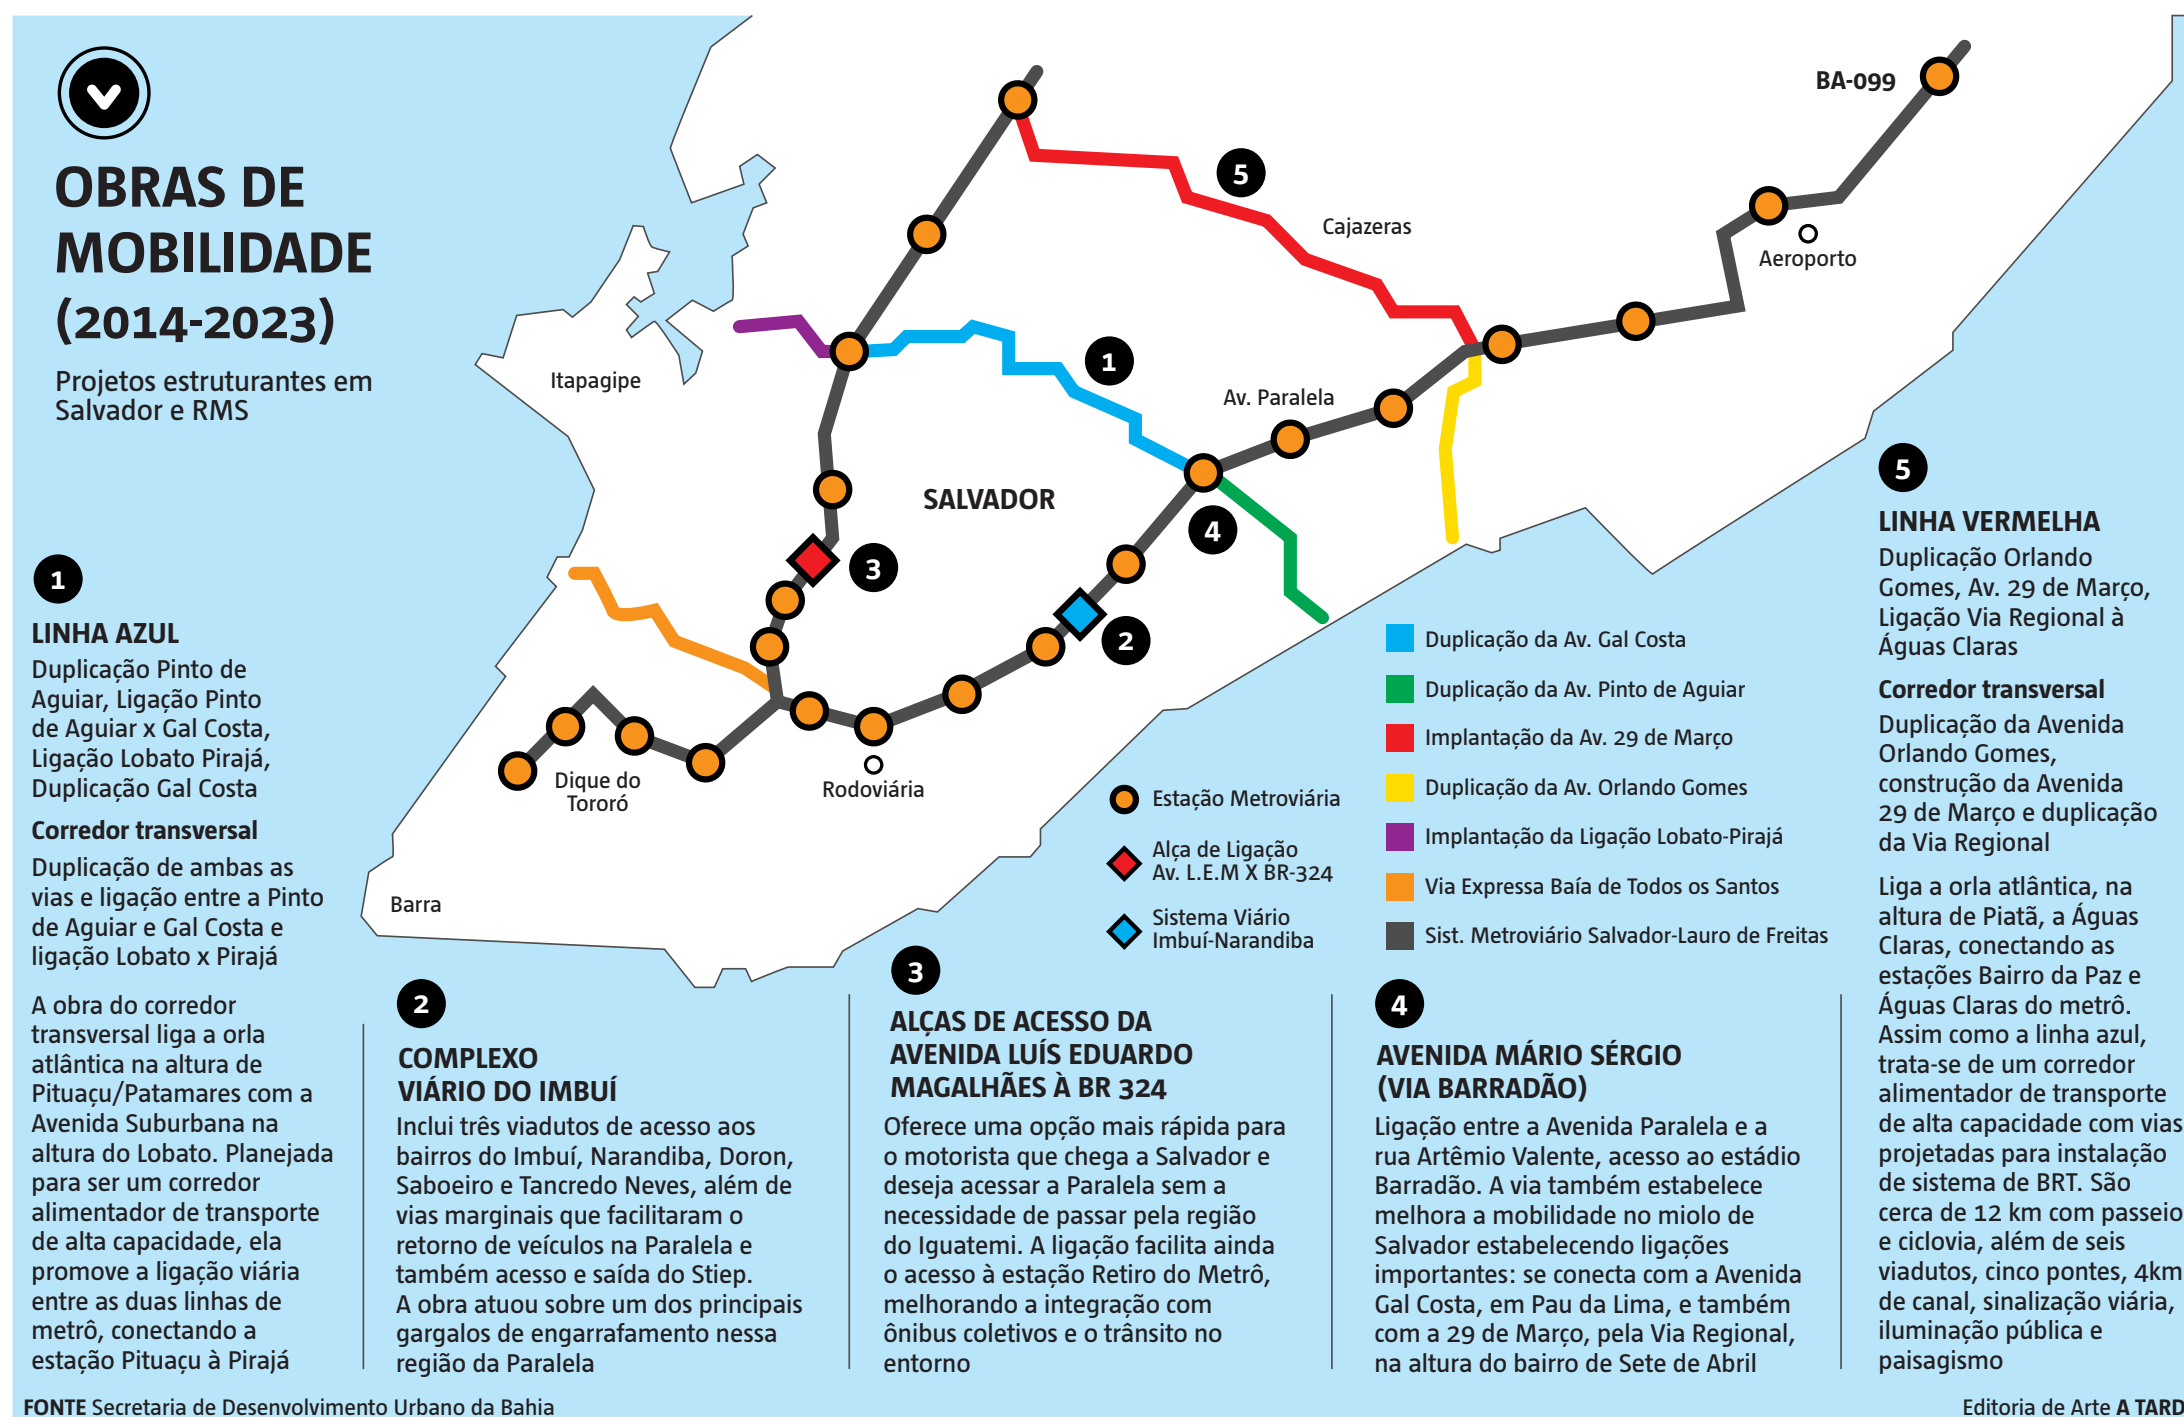 OBRAS DE
MOBILIDADE
(2014-2023)
Projetos estruturantes em
Salvador e RMS
BA-099
5
Cajazeras
Aeroporto
Itapagipe
1
Av. Paralela
SALVADOR
4
3
2
Dique do
Tororó
Rodoviária
Barra
Estação Metroviária
Alça de Ligação
Av. L.E.M X BR-324
Sistema Viário
Imbuí-Narandiba
Duplicação da Av. Gal Costa
Duplicação da Av. Pinto de Aguiar
Implantação da Av. 29 de Março
Duplicação da Av. Orlando Gomes
Implantação da Ligação Lobato-Pirajá
Via Expressa Baía de Todos os Santos
Sist. Metroviário Salvador-Lauro de Freitas
1
LINHA AZUL
Duplicação Pinto de
Aguiar, Ligação Pinto
de Aguiar x Gal Costa,
Ligação Lobato Pirajá,
Duplicação Gal Costa
Corredor transversal
Duplicação de ambas as
vias e ligação entre a Pinto
de Aguiar e Gal Costa e
ligação Lobato x Pirajá
A obra do corredor
transversal liga a orla
atlântica na altura de
Pituaçu/Patamares com a
Avenida Suburbana na
altura do Lobato. Planejada
para ser um corredor
alimentador de transporte
de alta capacidade, ela
promove a ligação viária
entre as duas linhas de
metrô, conectando a
estação Pituaçu à Pirajá
2
COMPLEXO
VIÁRIO DO IMBUÍ
Inclui três viadutos de acesso aos
bairros do Imbuí, Narandiba, Doron,
Saboeiro e Tancredo Neves, além de
vias marginais que facilitaram o
retorno de veículos na Paralela e
também acesso e saída do Stiep.
A obra atuou sobre um dos principais
gargalos de engarrafamento nessa
região da Paralela
3
ALÇAS DE ACESSO DA
AVENIDA LUÍS EDUARDO
MAGALHÃES À BR 324
Oferece uma opção mais rápida para
o motorista que chega a Salvador e
deseja acessar a Paralela sem a
necessidade de passar pela região
do Iguatemi. A ligação facilita ainda
o acesso à estação Retiro do Metrô,
melhorando a integração com
ônibus coletivos e o trânsito no
entorno
4
AVENIDA MÁRIO SÉRGIO
(VIA BARRADÃO)
Ligação entre a Avenida Paralela e a
rua Artêmio Valente, acesso ao estádio
Barradão. A via também estabelece
melhora a mobilidade no miolo de
Salvador estabelecendo ligações
importantes: se conecta com a Avenida
Gal Costa, em Pau da Lima, e também
com a 29 de Março, pela Via Regional,
na altura do bairro de Sete de Abril
5
LINHA VERMELHA
Duplicação Orlando
Gomes, Av. 29 de Março,
Ligação Via Regional à
Águas Claras
Corredor transversal
Duplicação da Avenida
Orlando Gomes,
construção da Avenida
29 de Março e duplicação
da Via Regional
Liga a orla atlântica, na
altura de Piatã, a Águas
Claras, conectando as
estações Bairro da Paz e
Águas Claras do metrô.
Assim como a linha azul,
trata-se de um corredor
alimentador de transporte
de alta capacidade com vias
projetadas para instalação
de sistema de BRT. São
cerca de 12 km com passeio
e ciclovia, além de seis
viadutos, cinco pontes, 4km
de canal, sinalização viária,
iluminação pública e
paisagismo
FONTE Secretaria de Desenvolvimento Urbano da Bahia
Editoria de Arte A TARD